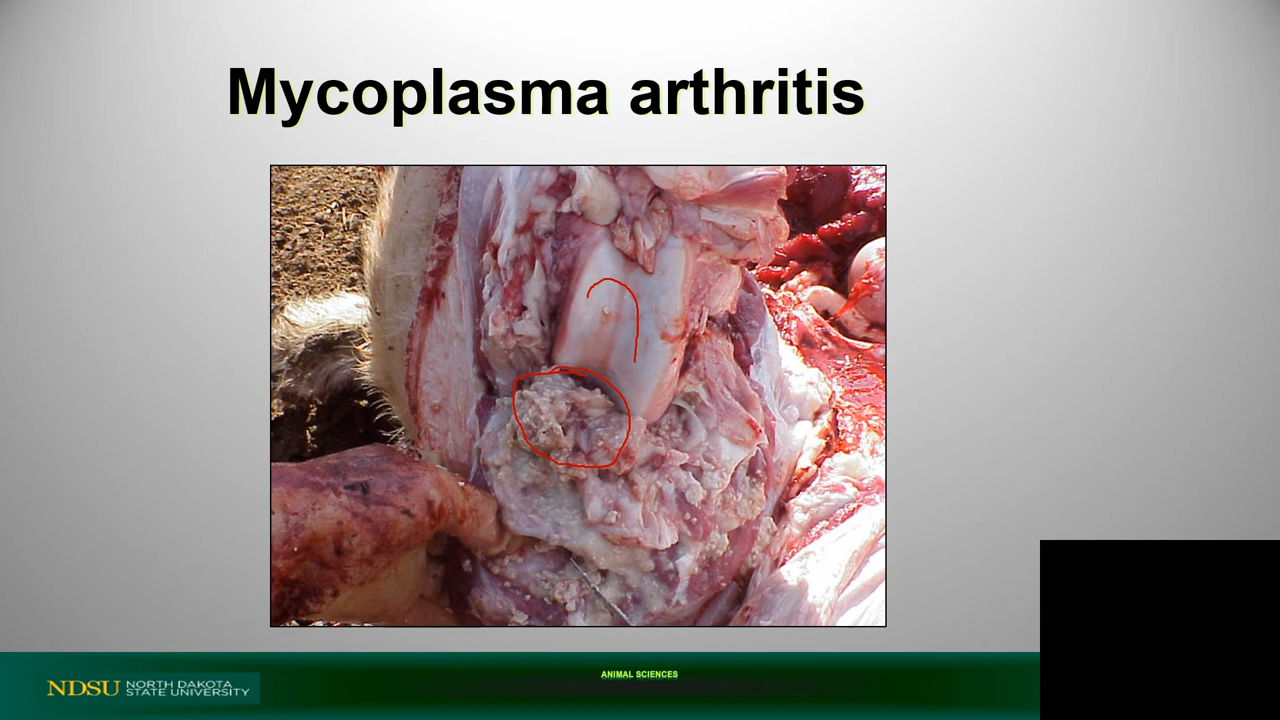 Mycoplasma arthritis
NDSU NORTH DAKOTA
STATE UNIVERSITY
ANIMAL SCIENCES